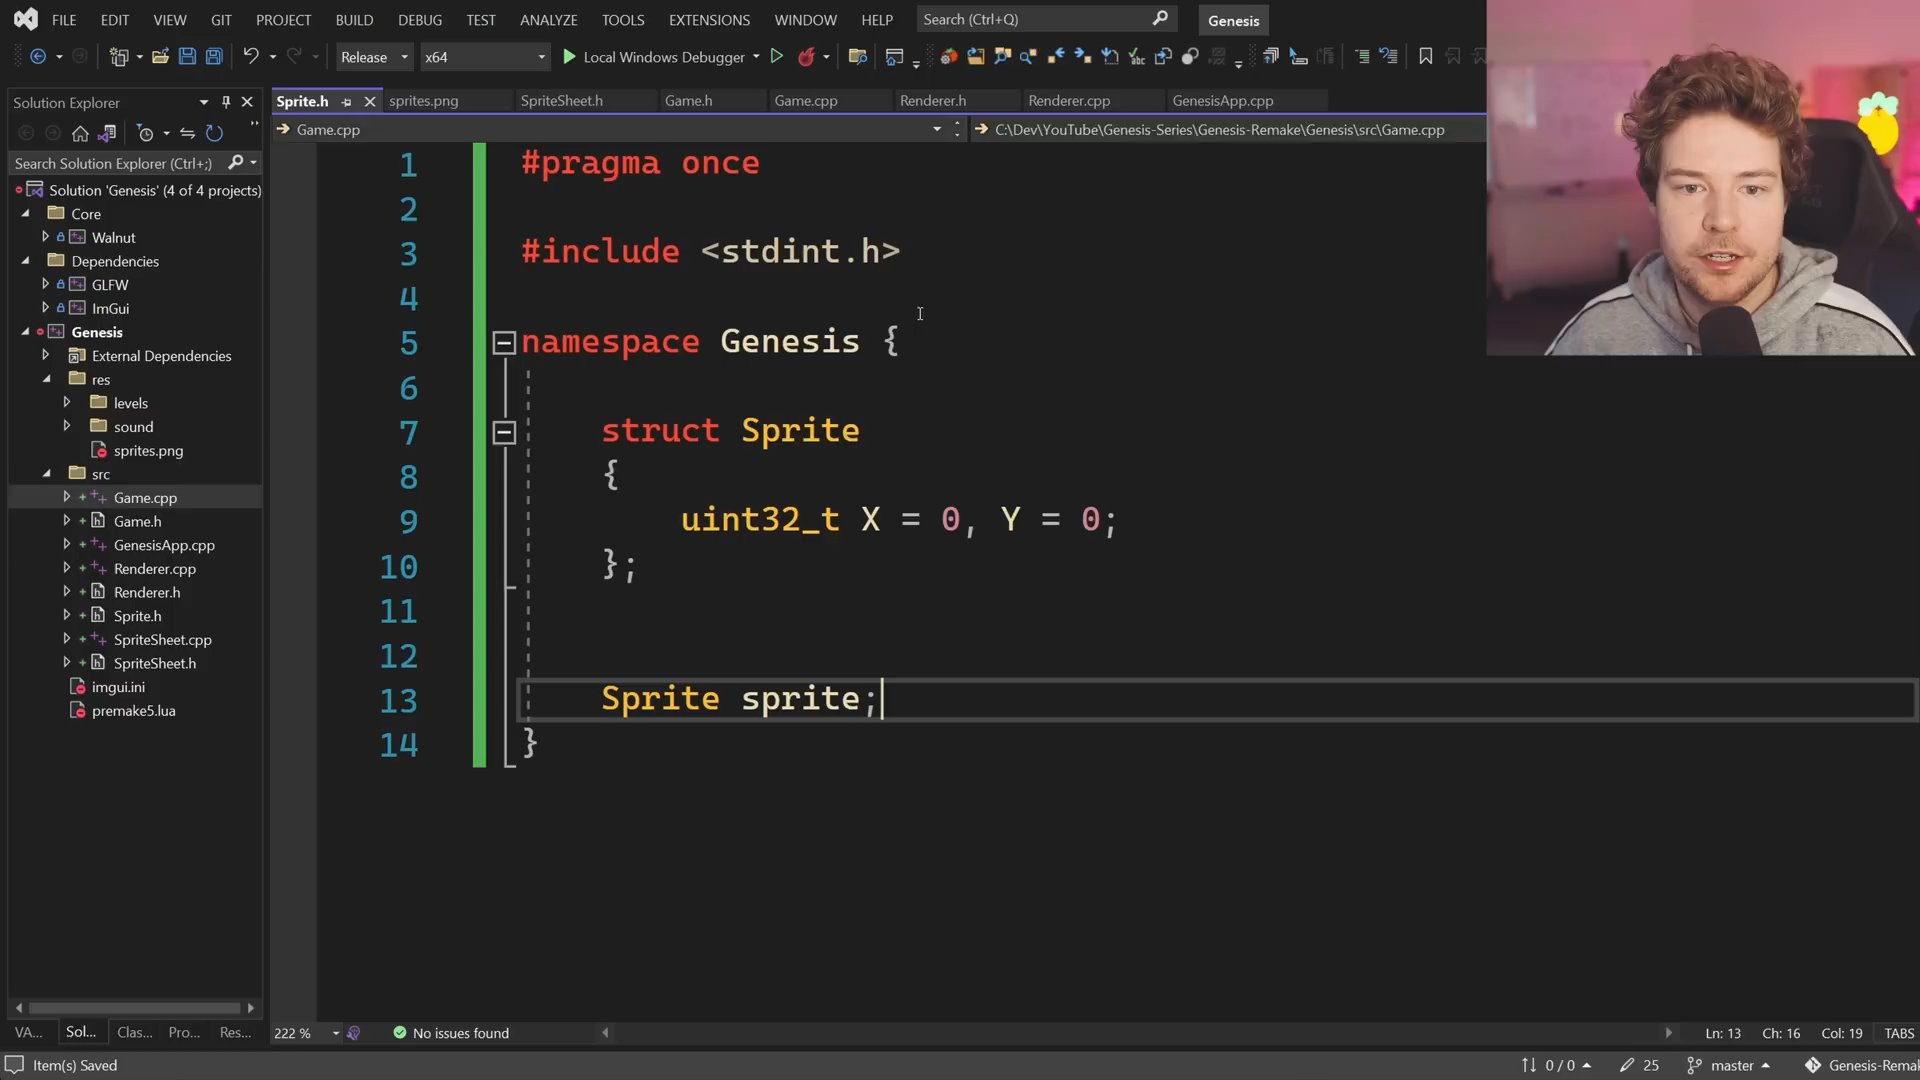 FILE EDIT VIEW GIT PROJECT BUILD DEBUG TEST ANALYZE TOOLS EXTENSIONS WINDOW HELP Search (Ctrl+Q) Genesis
Release x64 Local Windows Debugger
Solution Explorer
Search Solution Explorer (Ctrl+;)
Solution 'Genesis' (4 of 4 projects)
Core
Walnut
Dependencies
GLFW
ImGui
Genesis
External Dependencies
res
levels
sound
sprites.png
src
Game.cpp
Game.h
GenesisApp.cpp
Renderer.cpp
Renderer.h
Sprite.h
SpriteSheet.cpp
SpriteSheet.h
imgui.ini
premake5.lua
VA... Sol... Clas... Pro... Res...
Sprite.h sprites.png SpriteSheet.h Game.h Game.cpp Renderer.h Renderer.cpp GenesisApp.cpp
Game.cpp C:\Dev\YouTube\Genesis-Series\Genesis-Remake\Genesis\src\Game.cpp
1 #pragma once
2
3 #include <stdint.h>
4
5 namespace Genesis {
6
7 struct Sprite
8 {
9 uint32_t X = 0, Y = 0;
10 };
11
12
13 Sprite sprite;
14 }
222 % No issues found Ln: 13 Ch: 16 Col: 19 TABS
Item(s) Saved 0 / 0 25 master Genesis-Remak